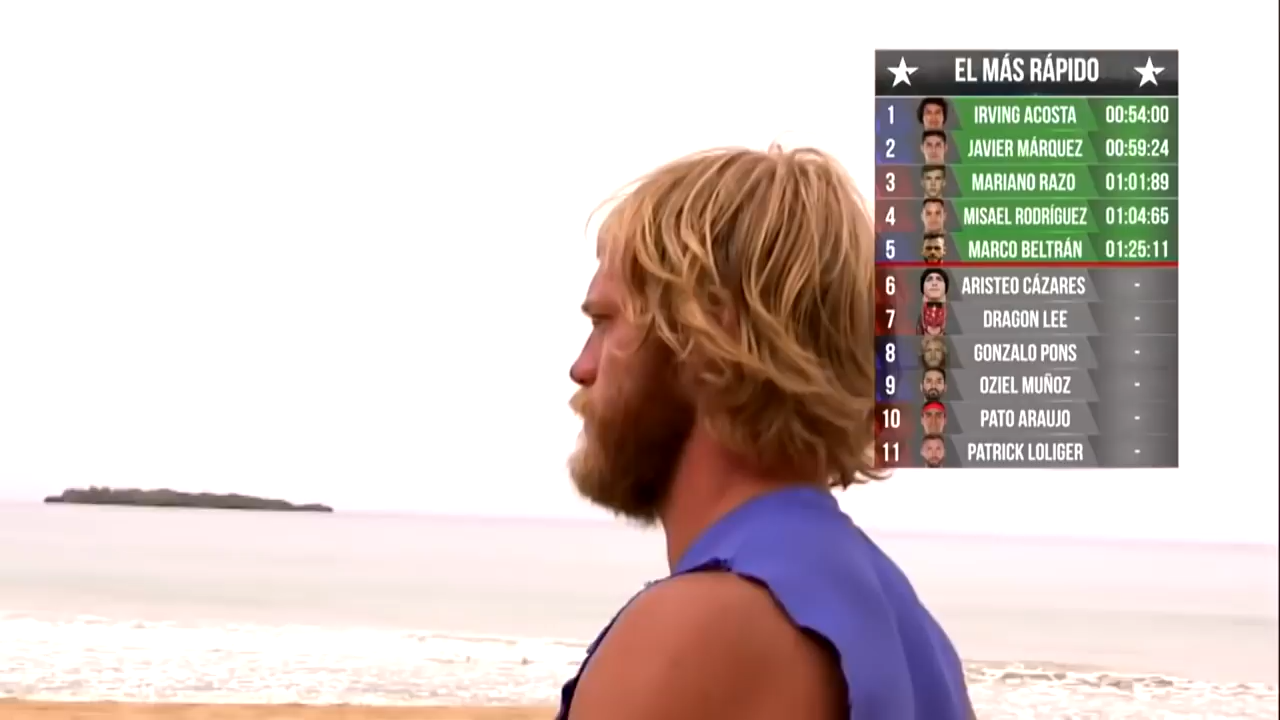 EL MÁS RÁPIDO
1 IRVING ACOSTA 00:54:00
2 JAVIER MÁRQUEZ 00:59:24
3 MARIANO RAZO 01:01:89
4 MISAEL RODRÍGUEZ 01:04:65
5 MARCO BELTRÁN 01:25:11
6 ARISTEO CÁZARES -
7 DRAGON LEE -
8 GONZALO PONS -
9 OZIEL MUÑOZ -
10 PATO ARAUJO -
11 PATRICK LOLIGER -